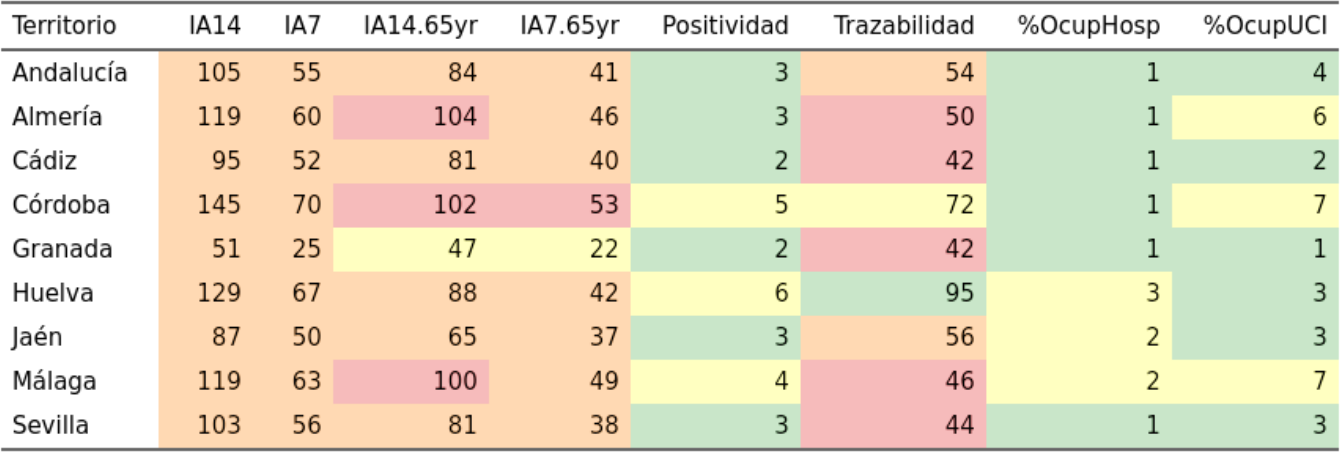 Territorio IA14 IA7 IA14.65yr IA7.65yr Positividad Trazabilidad %OcupHosp %OcupUCI
Andalucía 105 55 84 41 3 54 1 4
Almería 119 60 104 46 3 50 1 6
Cádiz 95 52 81 40 2 42 1 2
Córdoba 145 70 102 53 5 72 1 7
Granada 51 25 47 22 2 42 1 1
Huelva 129 67 88 42 6 95 3 3
Jaén 87 50 65 37 3 56 2 3
Málaga 119 63 100 49 4 46 2 7
Sevilla 103 56 81 38 3 44 1 3